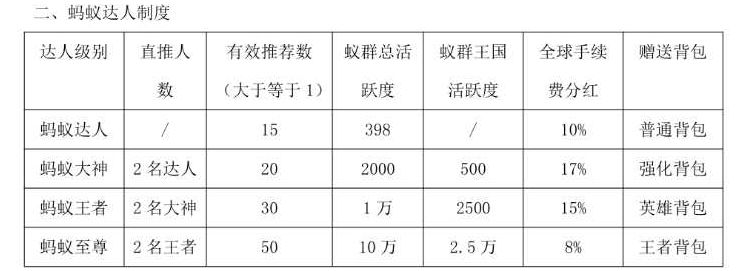 二、蚂蚁达人制度
达人级别 直推人数 有效推荐数（大于等于1） 蚁群总活跃度 蚁群王国活跃度 全球手续费分红 赠送背包
蚂蚁达人 / 15 398 / 10% 普通背包
蚂蚁大神 2名达人 20 2000 500 17% 强化背包
蚂蚁王者 2名大神 30 1万 2500 15% 英雄背包
蚂蚁至尊 2名王者 50 10万 2.5万 8% 王者背包